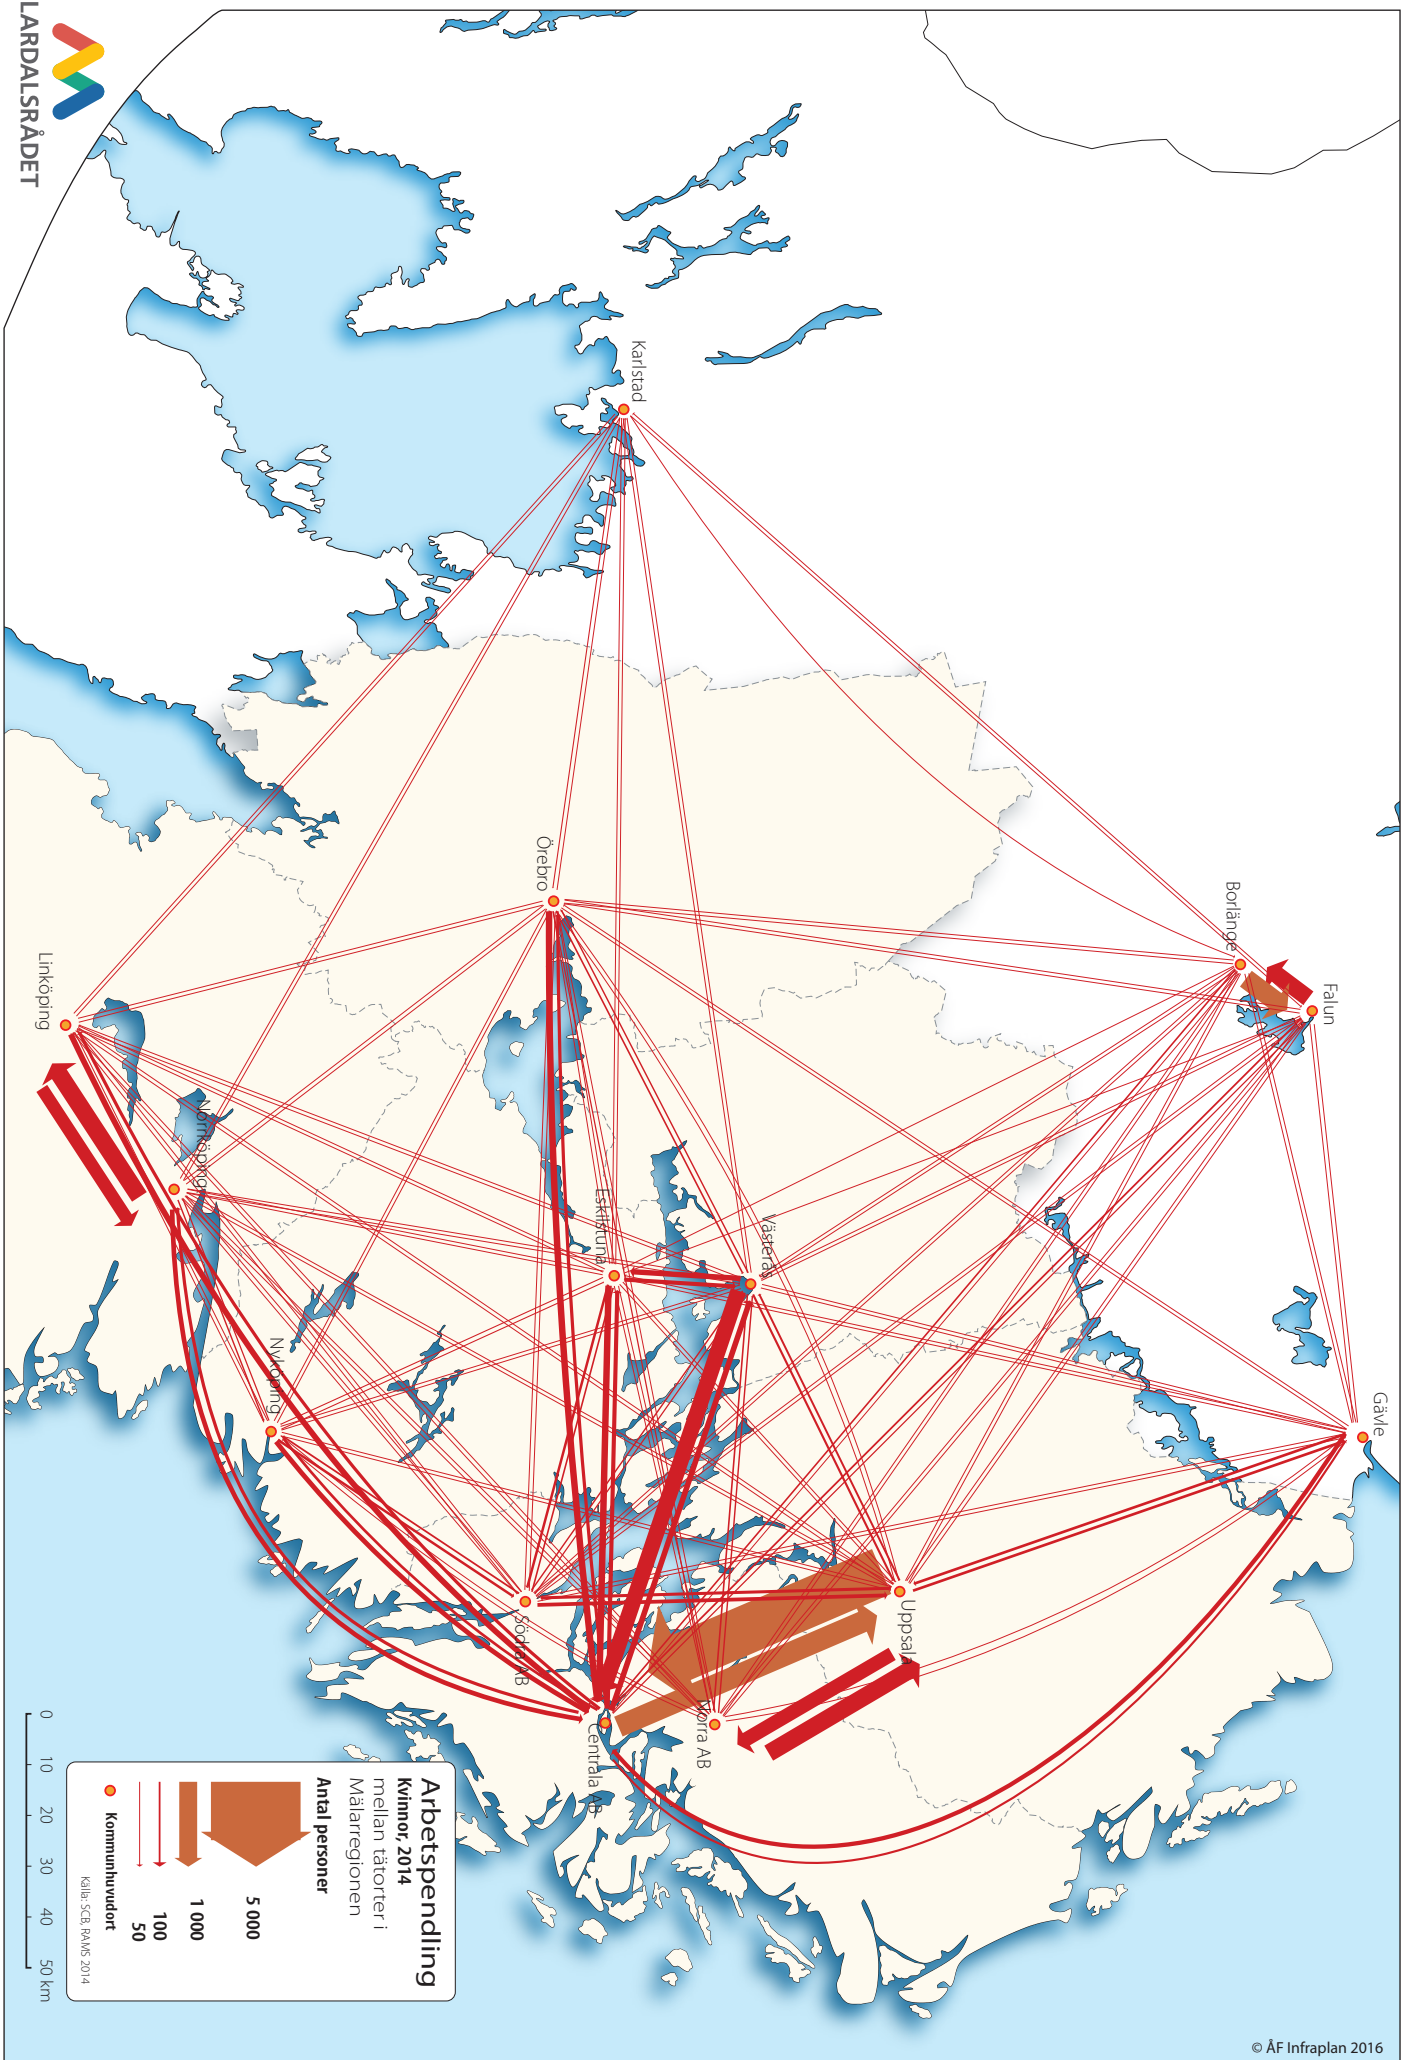 LARDALSRÅDET
Karlstad
Örebro
Borlänge
Falun
Linköping
Norrköping
Eskilstuna
Västerås
Nyköping
Gävle
Södra AB
Uppsala
Norra AB
Centrala AB
Arbetspendling
Kvinnor, 2014
mellan tätorter i
Mälarregionen
Antal personer
5 000
1 000
100
50
Kommunhuvudort
Källa: SCB, RAMS 2014
0 10 20 30 40 50 km
© ÅF Infraplan 2016